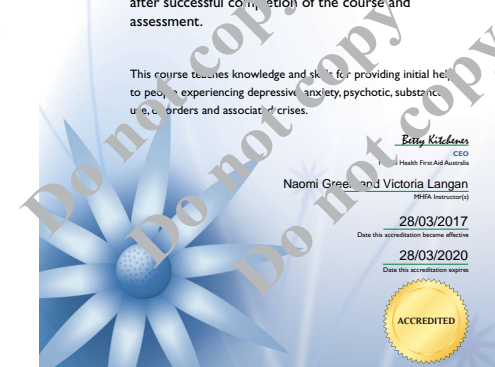 after successful completion of the course and
assessment.
This course teaches knowledge and skills for providing initial help
to people experiencing depressive, anxiety, psychotic, substance
use, disorders and associated crises.
Betty Kitchener
CEO
Mental Health First Aid Australia
Naomi Green and Victoria Langan
MHFA Instructor(s)
28/03/2017
Date this accreditation became effective
28/03/2020
Date this accreditation expires
ACCREDITED
Do not copy
Do not copy
Do not copy